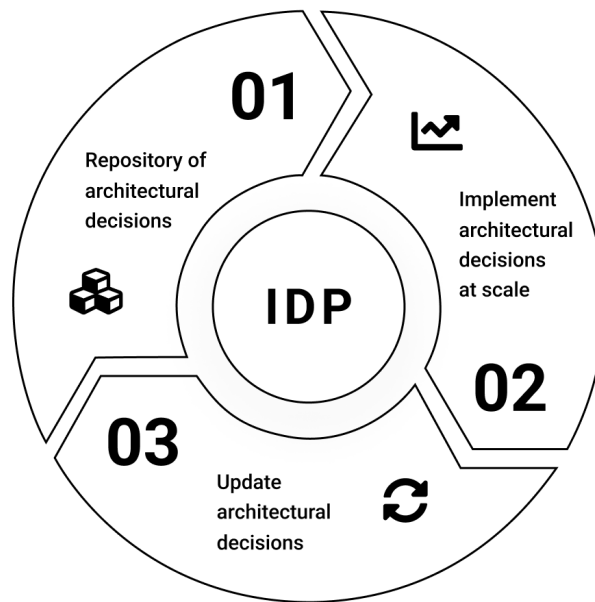 01
Repository of
architectural
decisions
Implement
architectural
decisions
at scale
02
03
Update
architectural
decisions
IDP